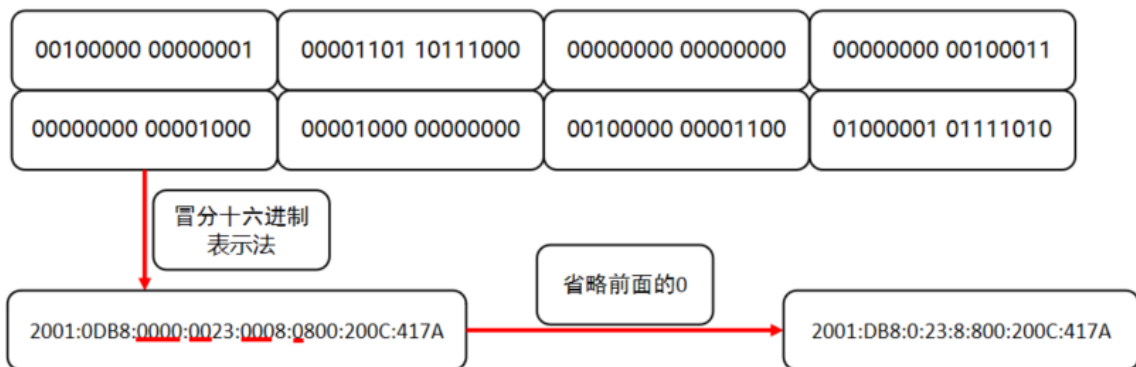 00100000 00000001 00001101 10111000 00000000 00000000 00000000 00100011
00000000 00001000 00001000 00000000 00100000 00001100 01000001 01111010
冒分十六进制
表示法
省略前面的0
2001:0DB8:0000:0023:0008:0800:200C:417A
2001:DB8:0:23:8:800:200C:417A